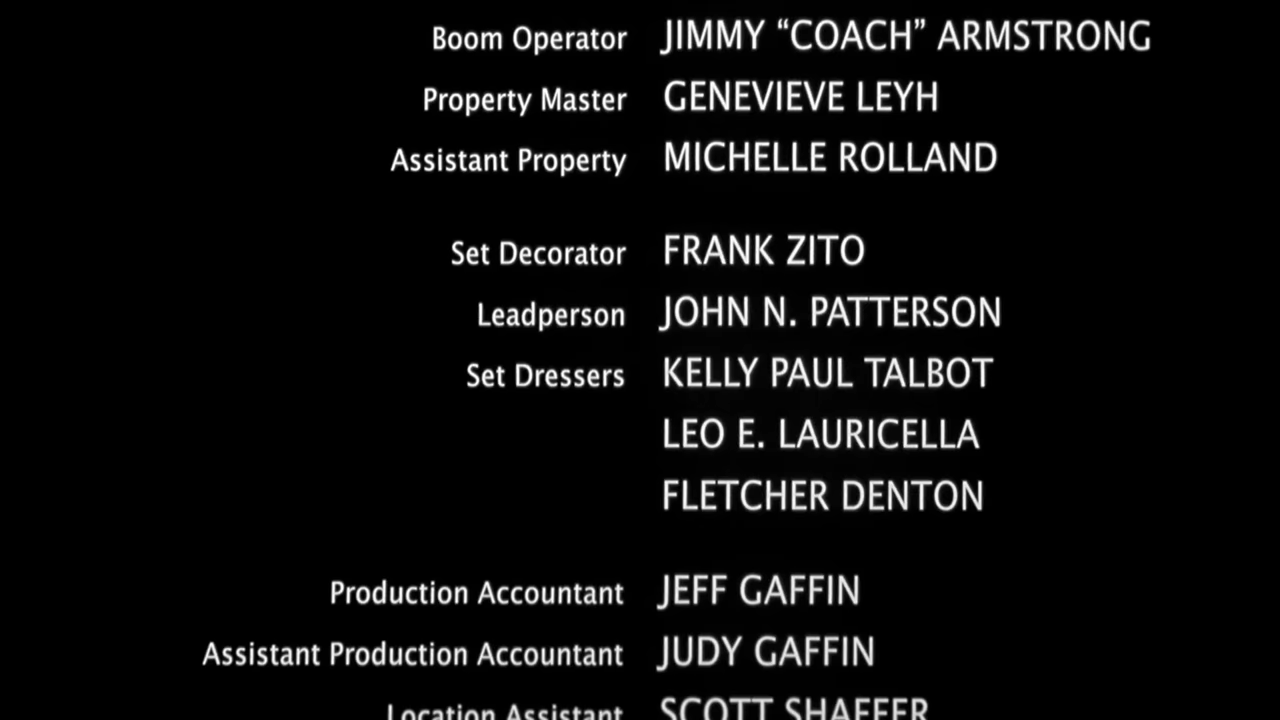 Boom Operator JIMMY “COACH” ARMSTRONG
Property Master GENEVIEVE LEYH
Assistant Property MICHELLE ROLLAND
Set Decorator FRANK ZITO
Leadperson JOHN N. PATTERSON
Set Dressers KELLY PAUL TALBOT
LEO E. LAURICELLA
FLETCHER DENTON
Production Accountant JEFF GAFFIN
Assistant Production Accountant JUDY GAFFIN
Location Assistant SCOTT SHAFFER